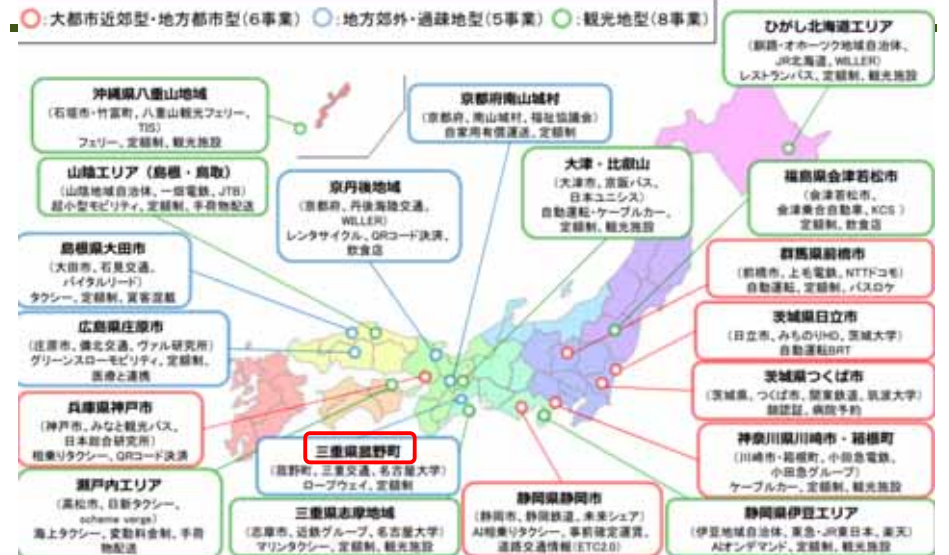 ○:大都市近郊型・地方都市型(6事業) ○:地方郊外・過疎地型(5事業) ○:観光地型(8事業)
ひがし北海道エリア
(釧路・オホーツク地域自治体、
JR北海道、WILLER)
レストランバス、定額制、観光施設
沖縄県八重山地域
(石垣市・竹富町、八重山観光フェリー、
TIS)
フェリー、定額制、観光施設
京都府南山城村
(京都府、南山城村、福祉協議会)
自家用有償運送、定額制
山陰エリア(島根・鳥取)
(山陰地域自治体、一畑電鉄、JTB)
超小型モビリティ、定額制、手荷物配送
京丹後地域
(京都府、丹後海陸交通、
WILLER)
レンタサイクル、QRコード決済、
飲食店
大津・比叡山
(大津市、京阪バス、
日本ユニシス)
自動運転・ケーブルカー、
定額制、観光施設
福島県会津若松市
(会津若松市、
会津乗合自動車、KCS)
定額制、飲食店
島根県大田市
(大田市、石見交通、
バイタルリード)
タクシー、定額制、貨客混載
群馬県前橋市
(前橋市、上毛電鉄、NTTドコモ)
自動運転、定額制、バスロケ
広島県庄原市
(庄原市、備北交通、ヴァル研究所)
グリーンスローモビリティ、定額制、
医療と連携
茨城県日立市
(日立市、みちのりHD、茨城大学)
自動運転BRT
兵庫県神戸市
(神戸市、みなと観光バス、
日本総合研究所)
相乗りタクシー、QRコード決済
茨城県つくば市
(茨城県、つくば市、関東鉄道、筑波大学)
顔認証、病院予約
三重県菰野町
(菰野町、三重交通、名古屋大学)
ロープウェイ、定額制
神奈川県川崎市・箱根町
(川崎市・箱根町、小田急電鉄、
小田急グループ)
ケーブルカー、定額制、観光施設
瀬戸内エリア
(高松市、日新タクシー、
scheme verge)
海上タクシー、変動料金制、手荷
物配送
三重県志摩地域
(志摩市、近鉄グループ、名古屋大学)
マリンタクシー、定額制、観光施設
静岡県静岡市
(静岡市、静岡鉄道、未来シェア)
AI相乗りタクシー、事前確定運賃、
道路交通情報(ETC2.0)
静岡県伊豆エリア
(伊豆地域自治体、東急・JR東日本、楽天)
AIオンデマンド、定額制、観光施設